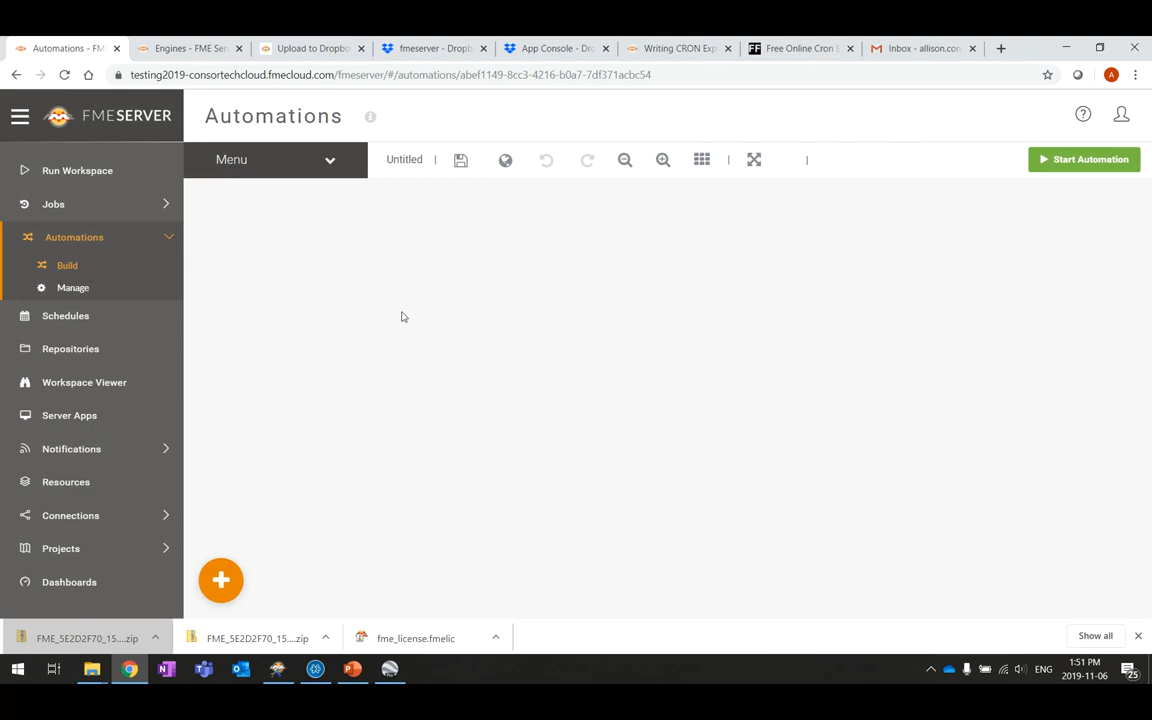 Automations - FM
Engines - FME Ser
Upload to Dropbo
fmeserver - Dropb
App Console - Dro
Writing CRON Exp
Free Online Cron E
Inbox - allison.con
testing2019-consortechcloud.fmecloud.com/fmeserver/#/automations/abef1149-8cc3-4216-b0a7-7df371acbc54
A
FMESERVER
Automations
Menu
Untitled
Start Automation
Run Workspace
Jobs
Automations
Build
Manage
Schedules
Repositories
Workspace Viewer
Server Apps
Notifications
Resources
Connections
Projects
Dashboards
FME_5E2D2F70_15....zip
FME_5E2D2F70_15....zip
fme_license.fmelic
Show all
ENG
1:51 PM
2019-11-06
25